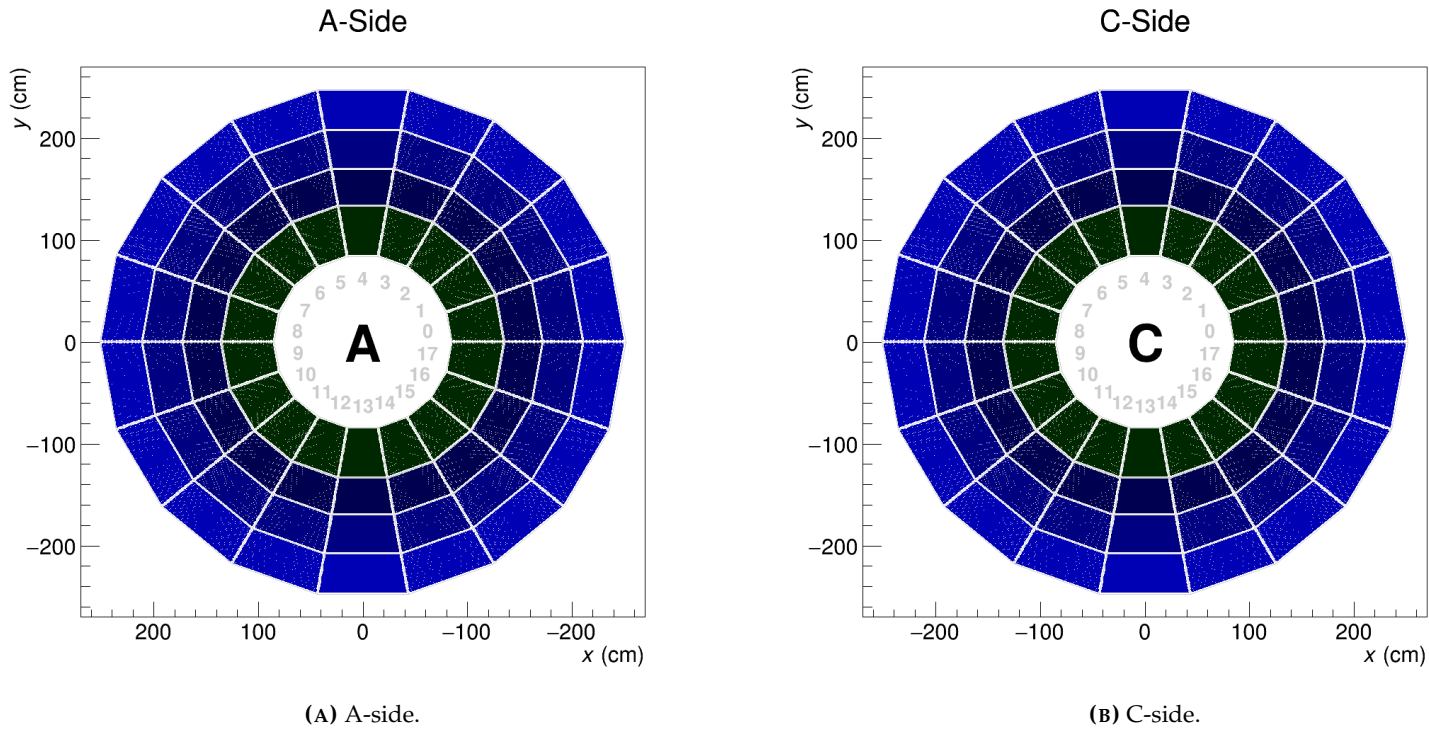 A-Side
C-Side
y (cm)
200
100
0
−100
−200
5 4 3
6 2
7 1
8 A 0
9 17
10 16
11 12 13 14 15
200 100 0 −100 −200
x (cm)
y (cm)
200
100
0
−100
−200
5 4 3
6 2
7 1
8 C 0
9 17
10 16
11 12 13 14 15
−200 −100 0 100 200
x (cm)
(A) A-side.
(B) C-side.